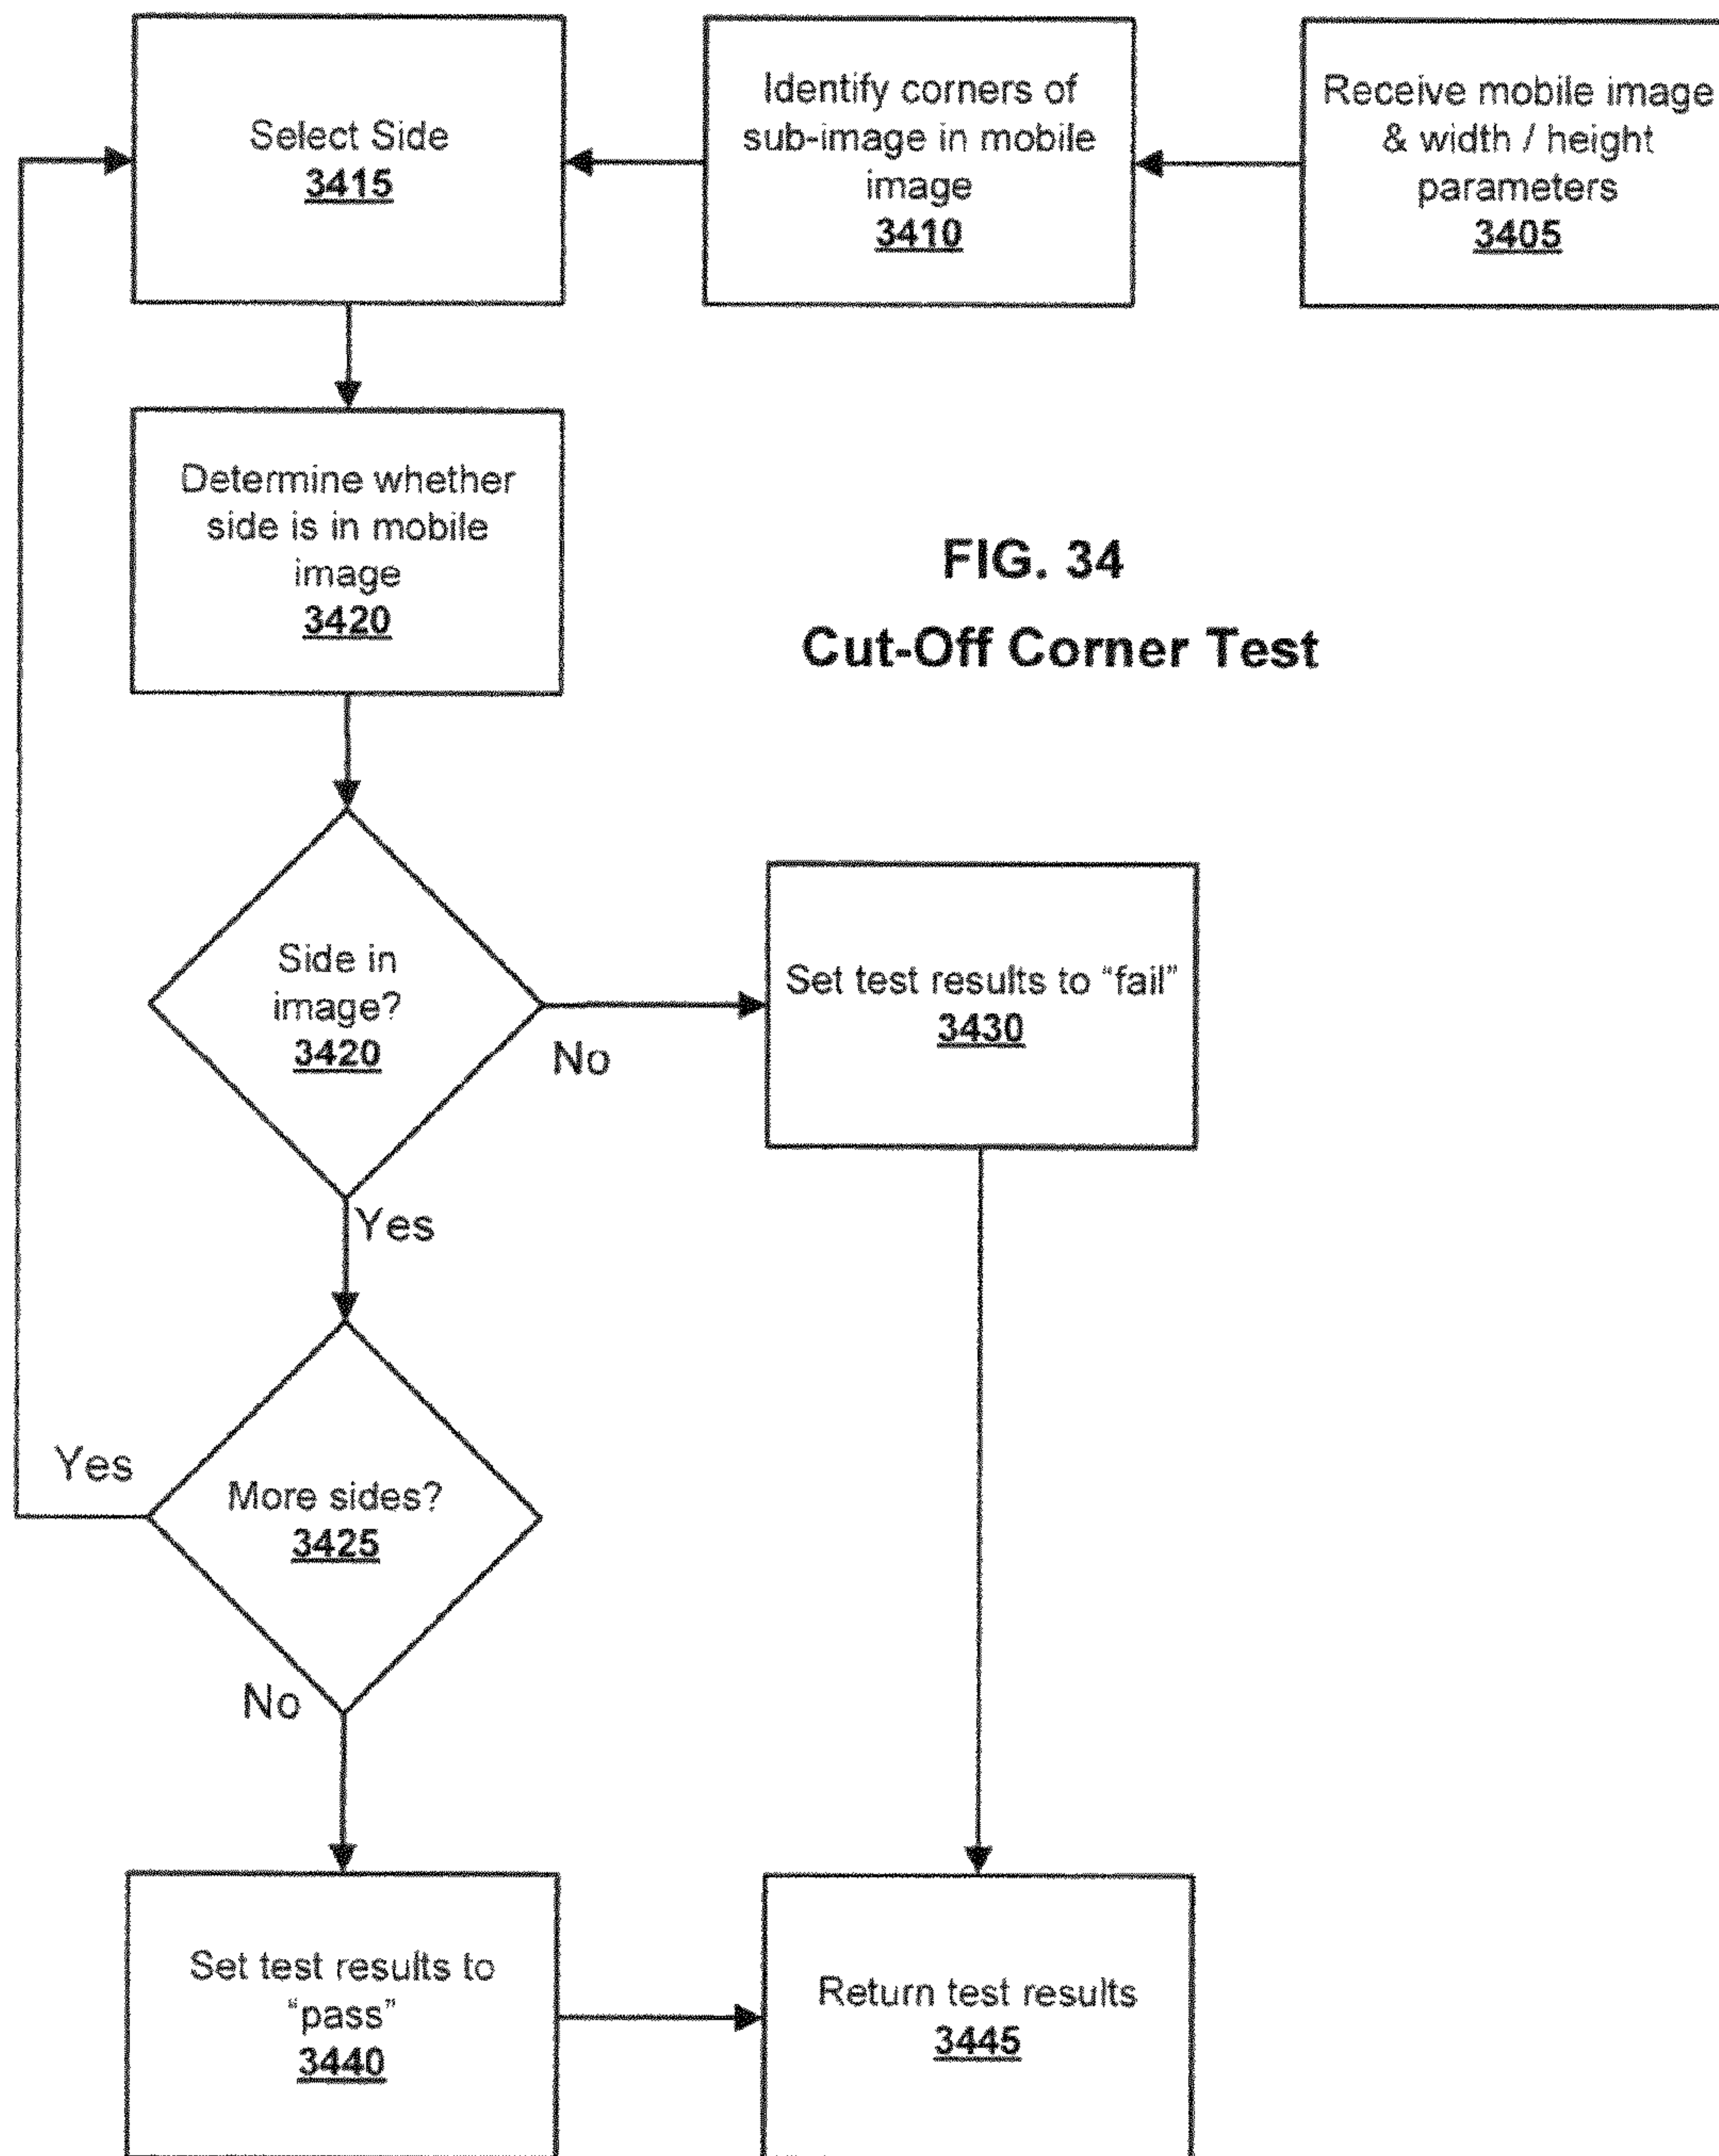 Select Side
3415
Identify corners of
sub-image in mobile
image
3410
Receive mobile image
& width / height
parameters
3405
Determine whether
side is in mobile
image
3420
FIG. 34
Cut-Off Corner Test
Side in
image?
3420
No
Set test results to “fail”
3430
Yes
Yes
More sides?
3425
No
Set test results to
“pass”
3440
Return test results
3445